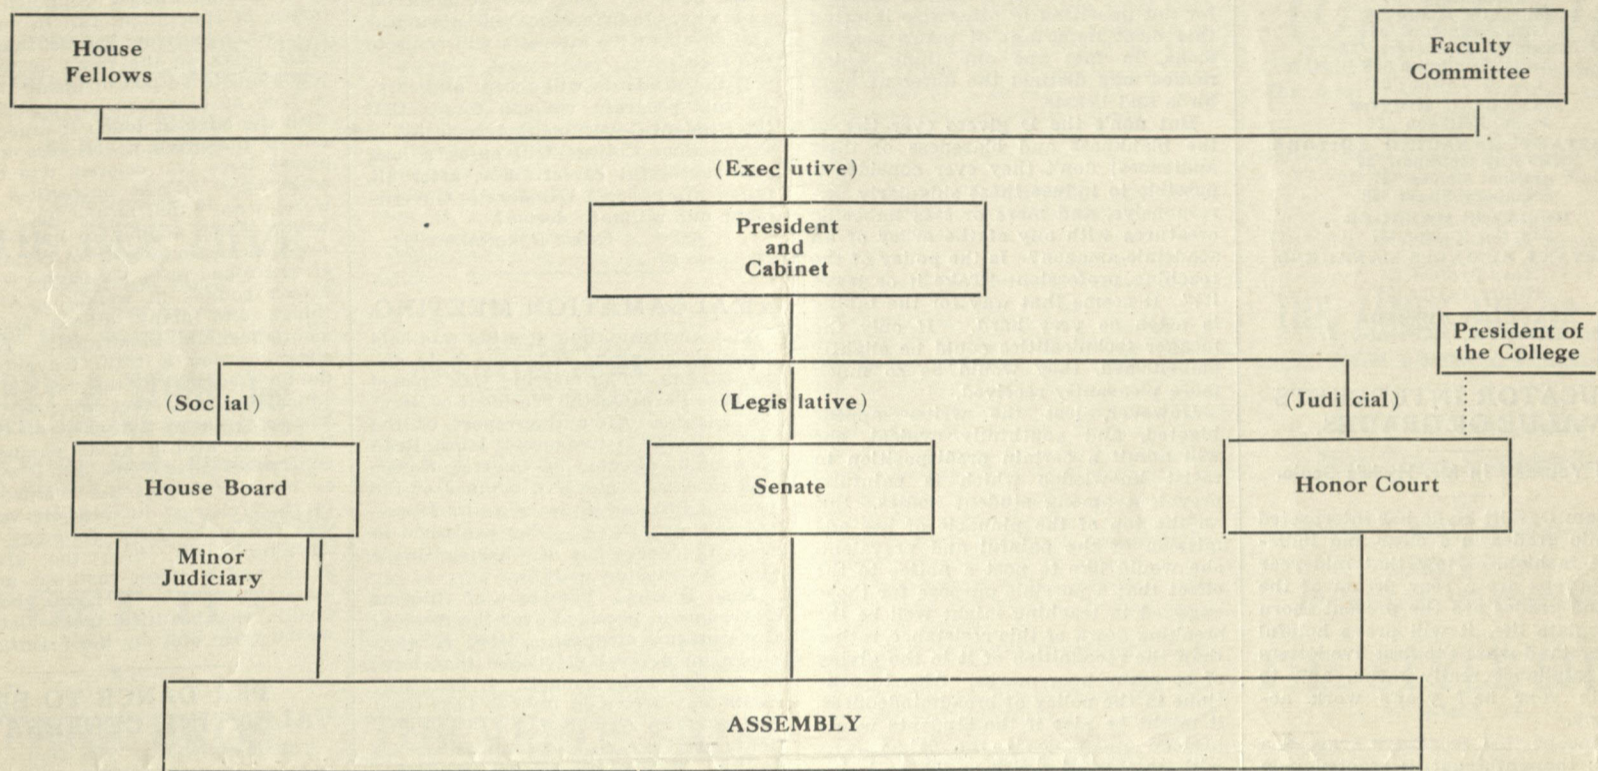 House
Fellows
Faculty
Committee
(Executive)
President
and
Cabinet
President of
the College
(Social)
(Legislative)
(Judicial)
House Board
Senate
Honor Court
Minor
Judiciary
ASSEMBLY